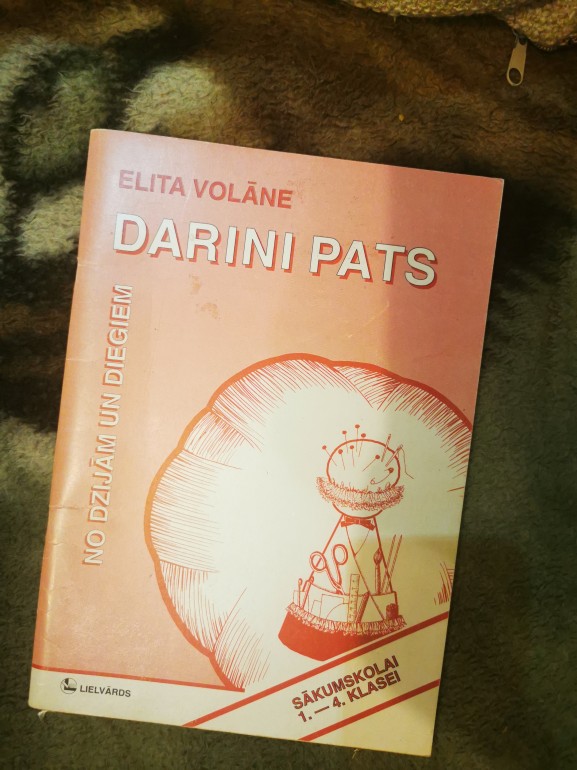 ELITA VOLĀNE
DARINI PATS
NO DZIJĀM UN DIEGIEM
SĀKUMSKOLAI
1. — 4. KLASEI
LIELVĀRDS